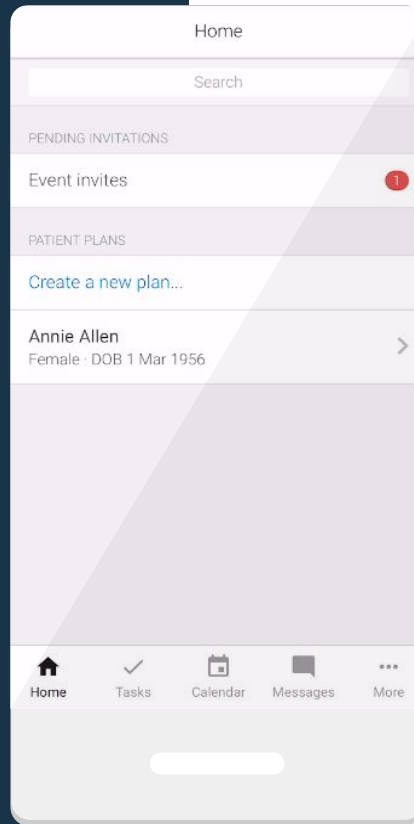 Home
Search
PENDING INVITATIONS
Event invites
1
PATIENT PLANS
Create a new plan...
Annie Allen
Female · DOB 1 Mar 1956
Home Tasks Calendar Messages More